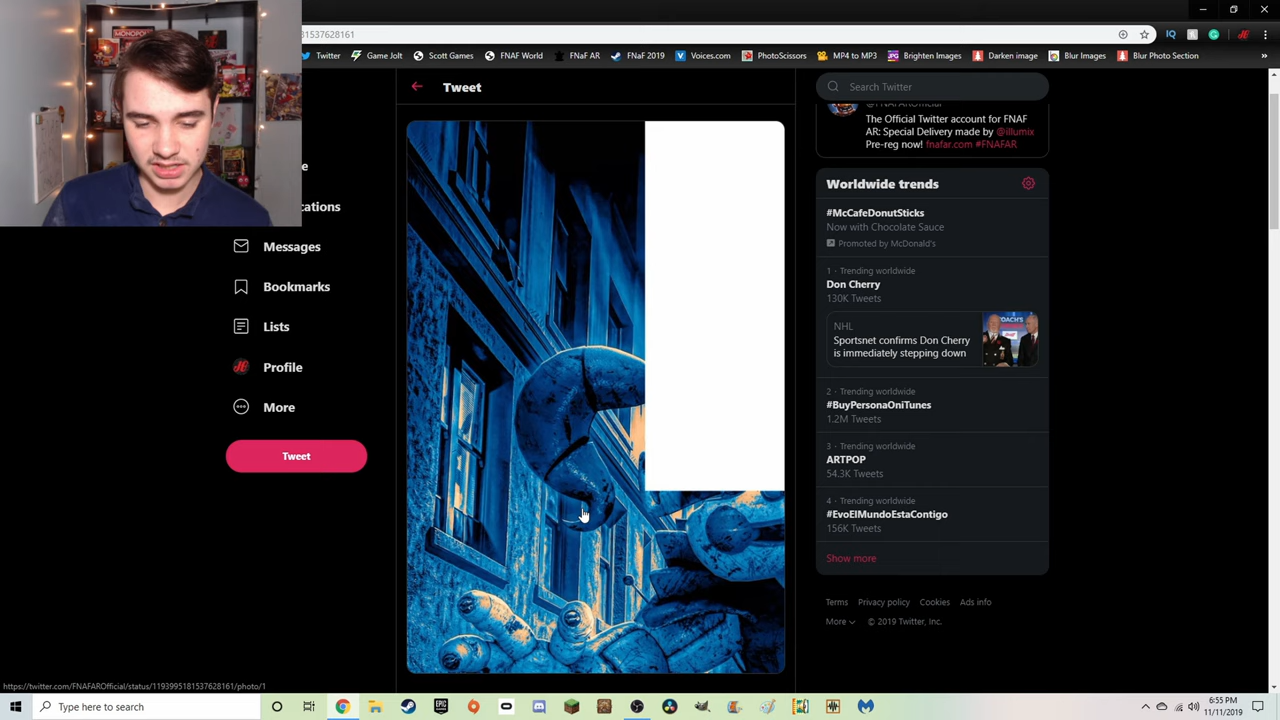 81537628161
Twitter
Game Jolt
Scott Games
FNAF World
FNaF AR
FNaF 2019
Voices.com
PhotoScissors
MP4 to MP3
Brighten Images
Darken image
Blur Images
Blur Photo Section
»
MONOPOLY
Tweet
Search Twitter
@FNAFAROfficial
The Official Twitter account for FNAF
AR: Special Delivery made by @illumix
Pre-reg now! fnafar.com #FNAFAR
Worldwide trends
#McCafeDonutSticks
Now with Chocolate Sauce
Promoted by McDonald's
1 · Trending worldwide
Don Cherry
130K Tweets
NHL
Sportsnet confirms Don Cherry
is immediately stepping down
COACH'S
2 · Trending worldwide
#BuyPersonaOniTunes
1.2M Tweets
3 · Trending worldwide
ARTPOP
54.3K Tweets
4 · Trending worldwide
#EvoElMundoEstaContigo
156K Tweets
Show more
Terms Privacy policy Cookies Ads info
More © 2019 Twitter, Inc.
e
cations
Messages
Bookmarks
Lists
Profile
More
Tweet
https://twitter.com/FNAFAROfficial/status/1193995181537628161/photo/1
Type here to search
EPIC
6:55 PM
11/11/2019